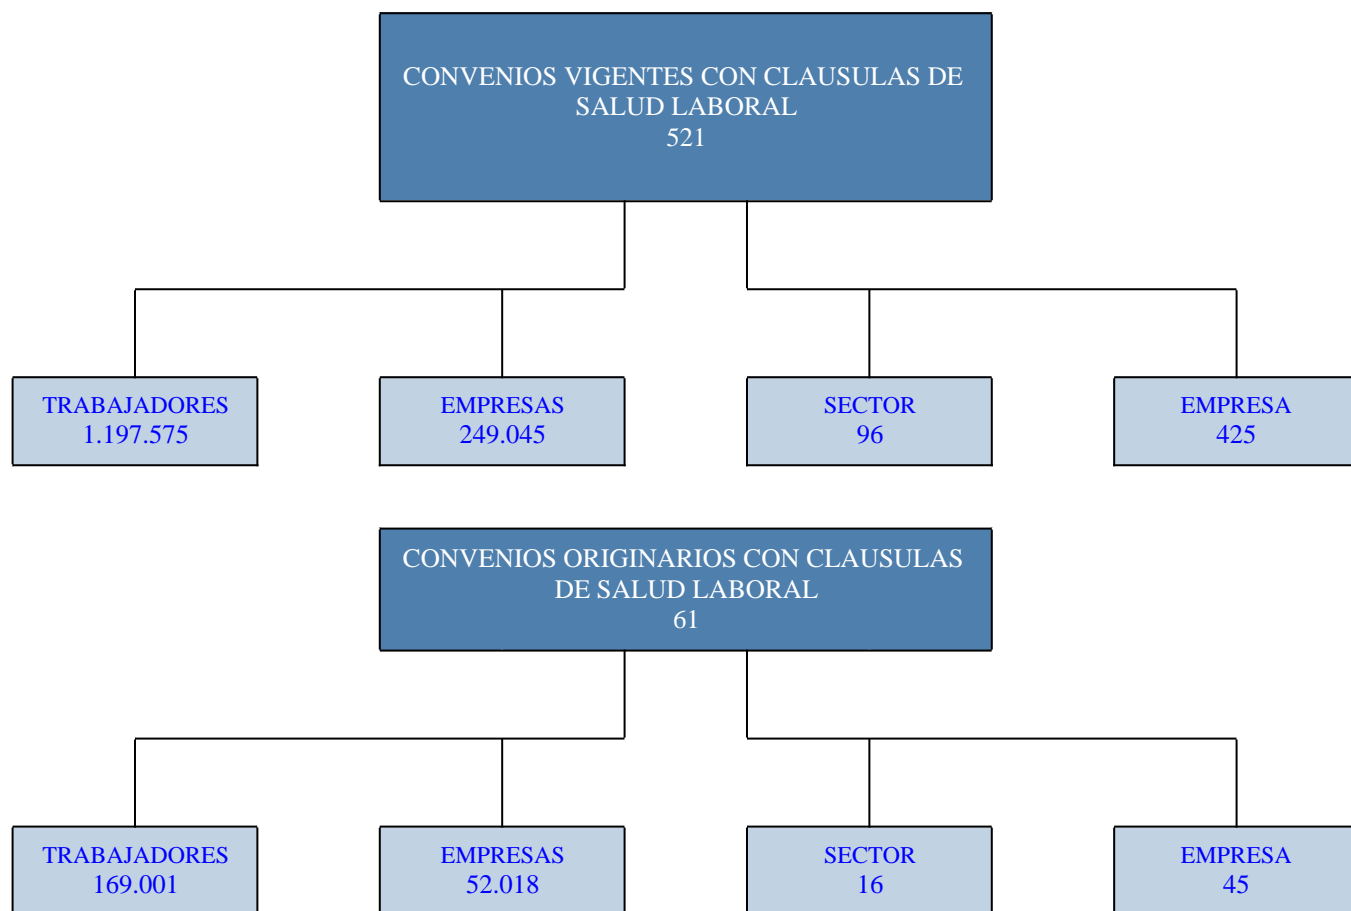 CONVENIOS VIGENTES CON CLAUSULAS DE
SALUD LABORAL
521
TRABAJADORES
1.197.575
EMPRESAS
249.045
SECTOR
96
EMPRESA
425
CONVENIOS ORIGINARIOS CON CLAUSULAS
DE SALUD LABORAL
61
TRABAJADORES
169.001
EMPRESAS
52.018
SECTOR
16
EMPRESA
45